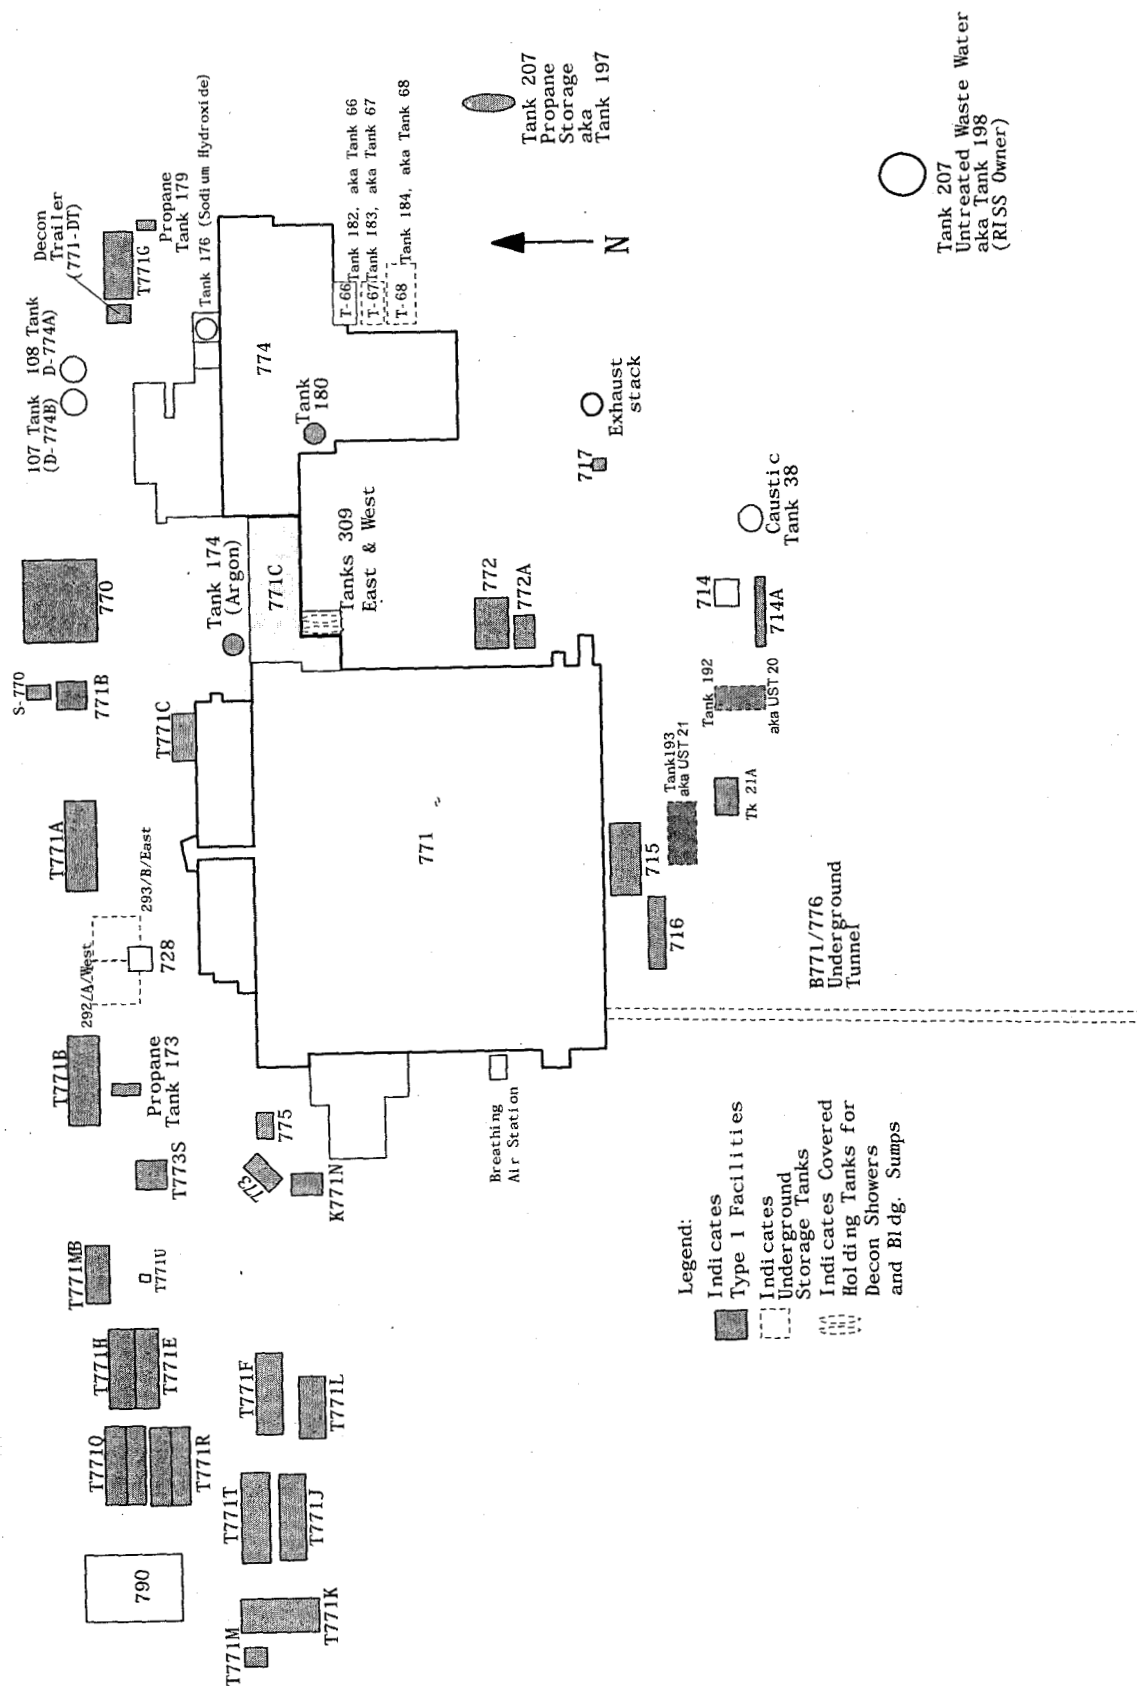 790
T771M
T771K
T771T
T771J
T771Q
T771R
T771H
T771E
T771F
T771L
T771MB
T771U
T773S
T771B
Propane
Tank 173
773
775
K771N
292/A/West
293/B/East
728
T771A
S-770
771B
770
T771C
771
Breathing
Air Station
Tank 174
(Argon)
771C
Tanks 309
East & West
107 Tank
(D-774B)
108 Tank
D-774A)
Decon
Trailer
(771-DT)
T771G
Propane
Tank 179
Tank 176 (Sodium Hydroxide)
774
Tank
180
T-66
Tank 182, aka Tank 66
T-67
Tank 183, aka Tank 67
T-68
Tank 184, aka Tank 68
Tank 207
Propane
Storage
aka
Tank 197
N
772
772A
717
Exhaust
stack
715
716
Tank193
aka UST 21
Tank 192
aka UST 20
Tk 21A
714
714A
Caustic
Tank 38
Tank 207
Untreated Waste Water
aka Tank 198
(RISS Owner)
B771/776
Underground
Tunnel
Legend:
Indicates
Type 1 Facilities
Indicates
Underground
Storage Tanks
Indicates Covered
Holding Tanks for
Decon Showers
and Bldg. Sumps